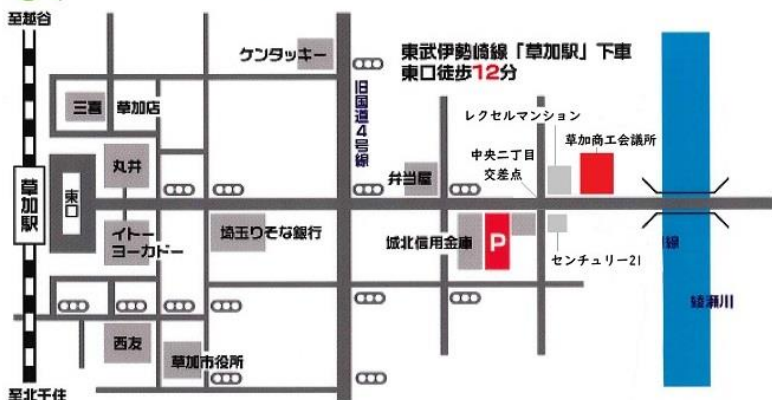 至越谷
ケンタッキー
東武伊勢崎線「草加駅」下車
東口徒歩12分
旧国道4号線
三喜 草加店
レクセルマンション
草加商工会議所
中央二丁目
交差点
丸井
弁当屋
草加駅
東口
イトー
ヨーカドー
埼玉りそな銀行
城北信用金庫
P
センチュリー21
線
綾瀬川
西友
草加市役所
至北千住